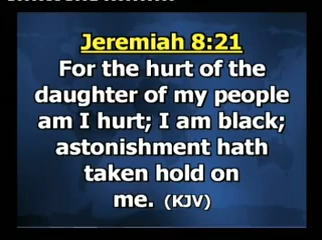 Jeremiah 8:21
For the hurt of the
daughter of my people
am I hurt; I am black;
astonishment hath
taken hold on
me. (KJV)